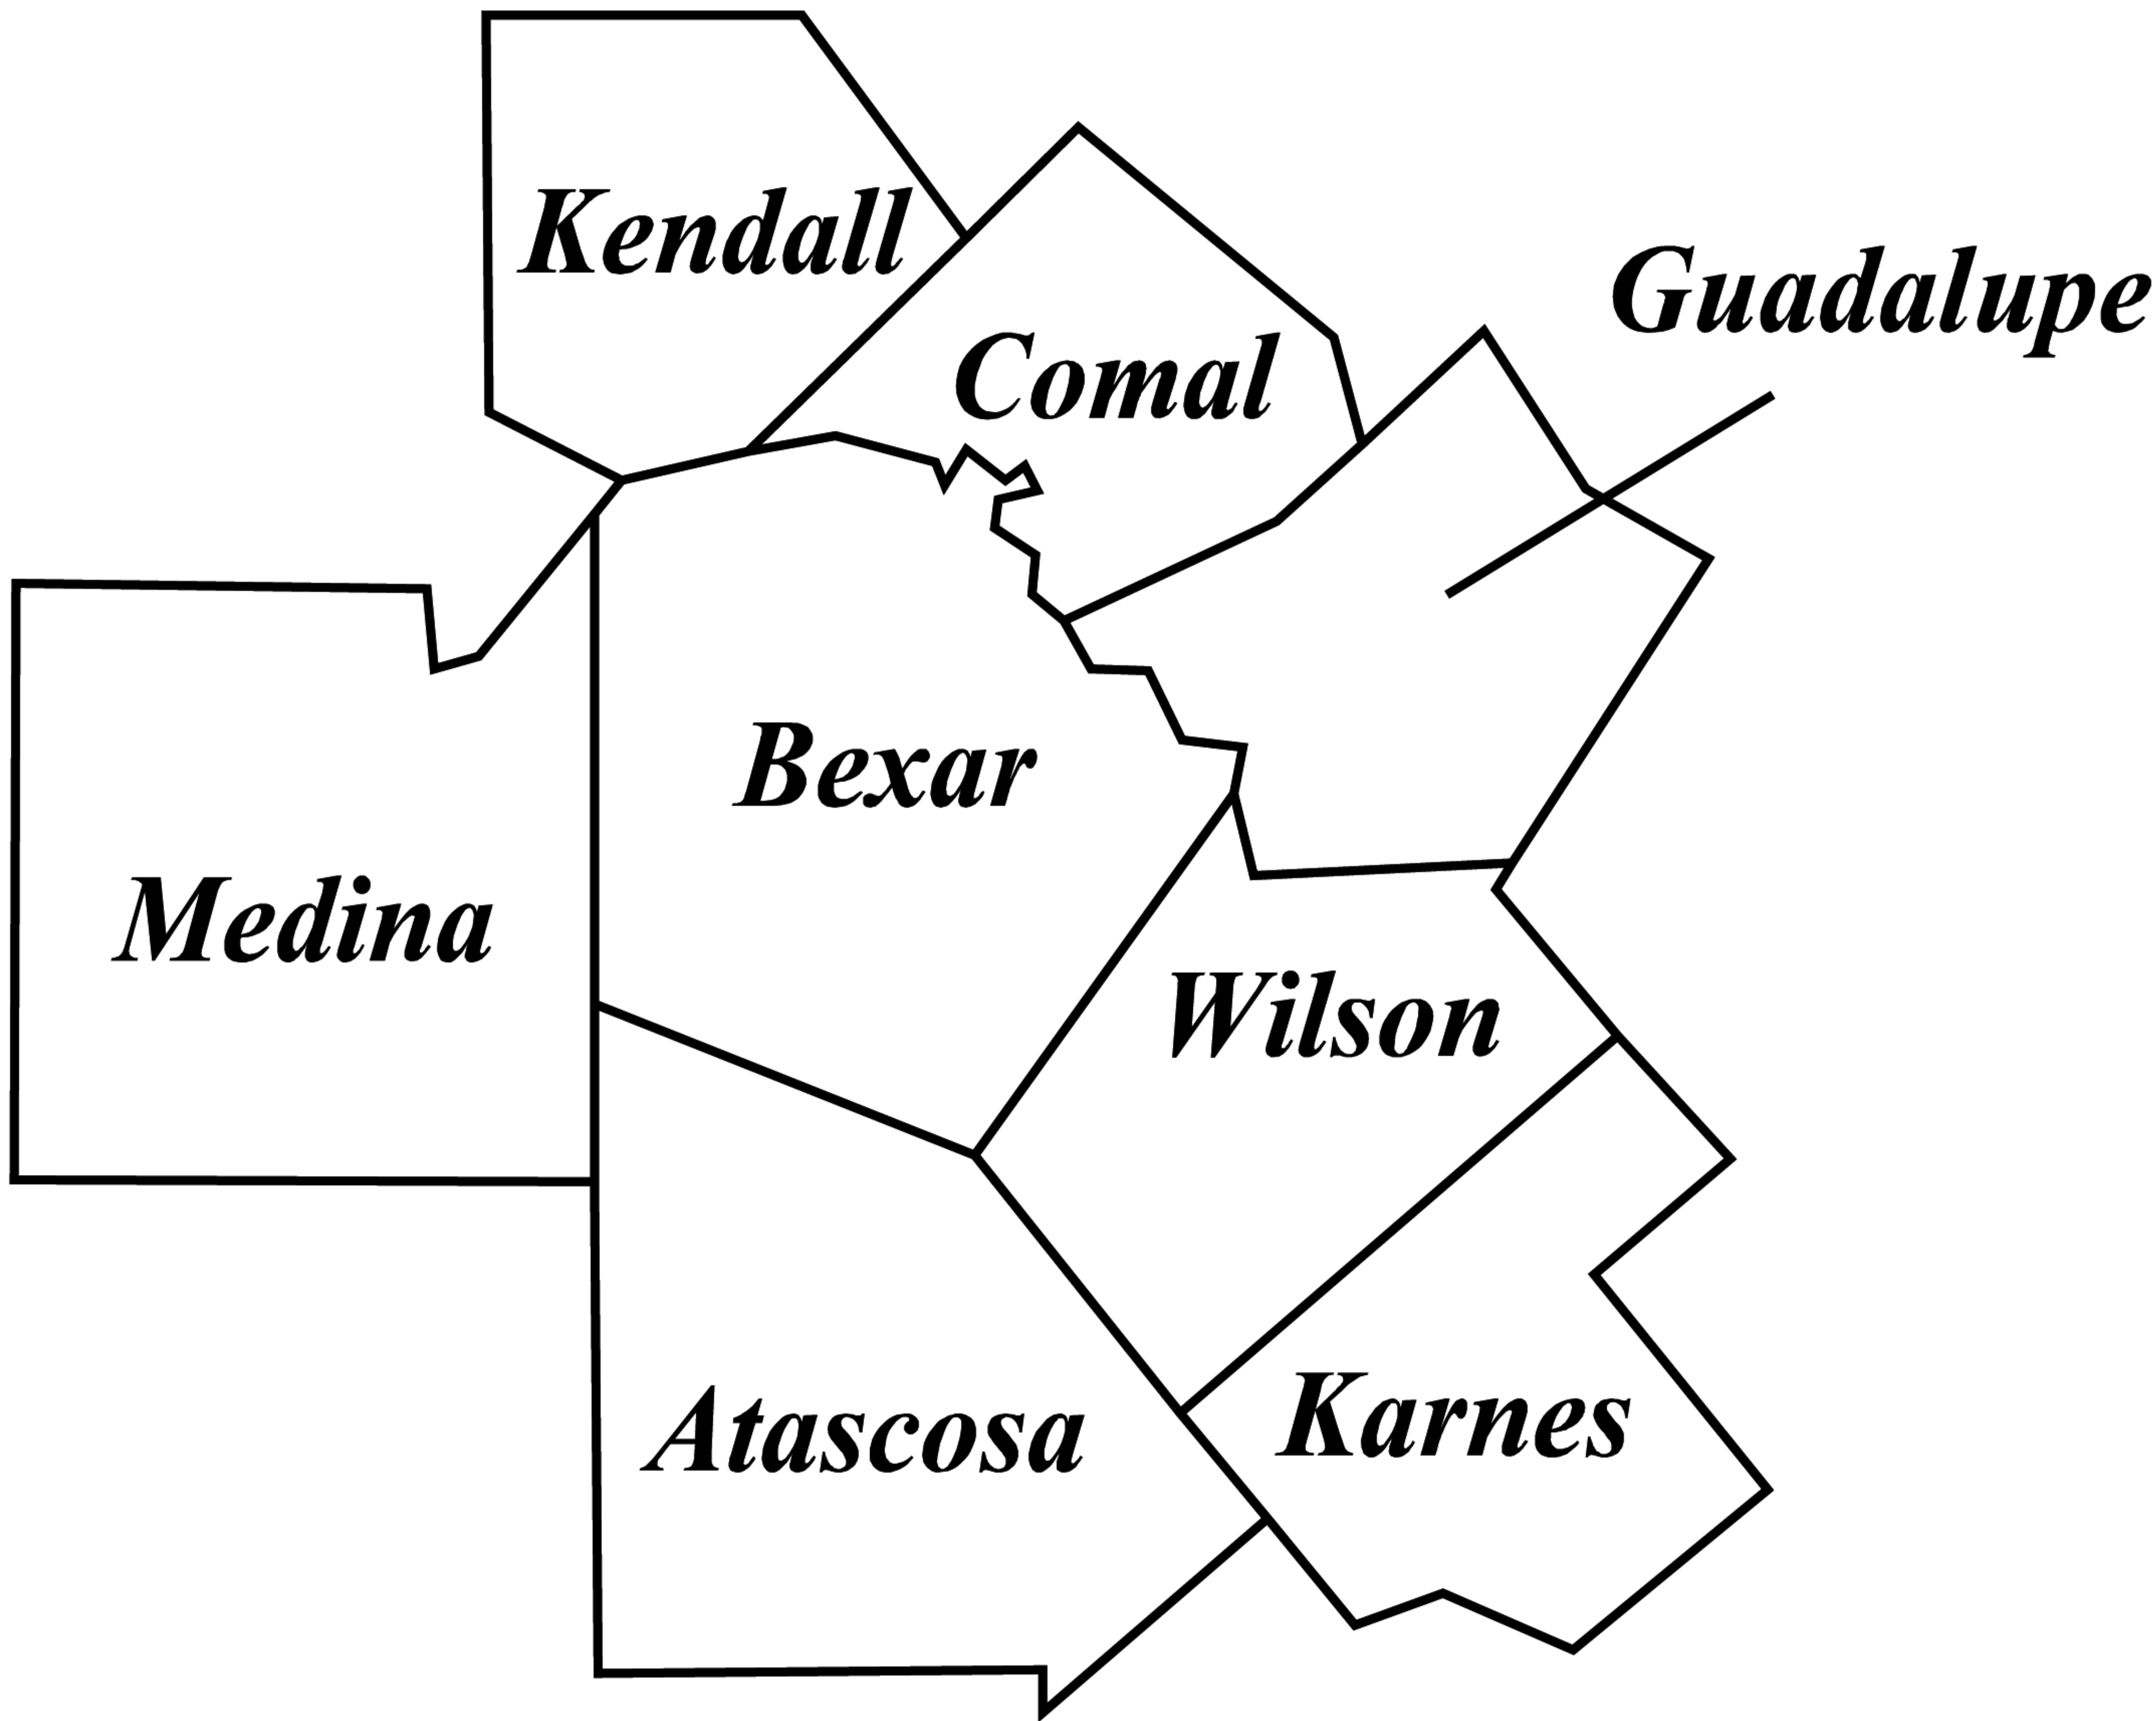 Kendall
Guadalupe
Comal
Bexar
Medina
Wilson
Karnes
Atascosa